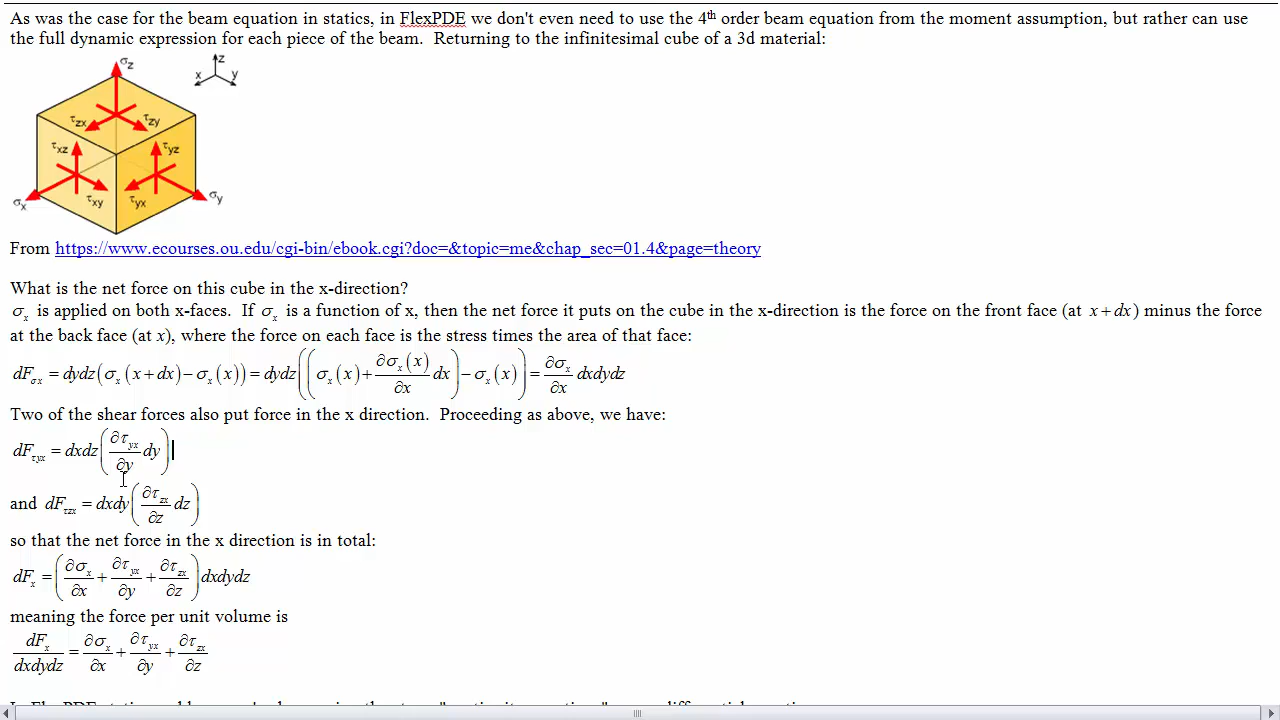 As was the case for the beam equation in statics, in FlexPDE we don't even need to use the 4th order beam equation from the moment assumption, but rather can use
the full dynamic expression for each piece of the beam.  Returning to the infinitesimal cube of a 3d material:
σz
z
x y
τzx τzy
τxz τyz
σx τxy τyx σy
From https://www.ecourses.ou.edu/cgi-bin/ebook.cgi?doc=&topic=me&chap_sec=01.4&page=theory
What is the net force on this cube in the x-direction?
σx is applied on both x-faces.  If σx is a function of x, then the net force it puts on the cube in the x-direction is the force on the front face (at x+dx) minus the force
at the back face (at x), where the force on each face is the stress times the area of that face:
dFσx = dydz(σx(x+dx)−σx(x)) = dydz((σx(x)+∂σx(x)/∂x dx)−σx(x)) = ∂σx/∂x dxdydz
Two of the shear forces also put force in the x direction.  Proceeding as above, we have:
dFτyx = dxdz(∂τyx/∂y dy)
and dFτzx = dxdy(∂τzx/∂z dz)
so that the net force in the x direction is in total:
dFx = (∂σx/∂x + ∂τyx/∂y + ∂τzx/∂z) dxdydz
meaning the force per unit volume is
dFx/dxdydz = ∂σx/∂x + ∂τyx/∂y + ∂τzx/∂z